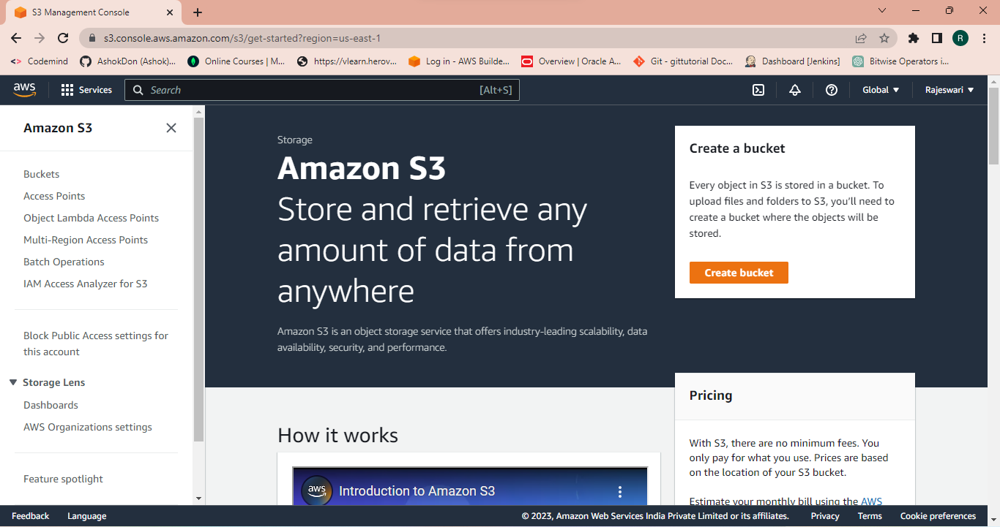 S3 Management Console
s3.console.aws.amazon.com/s3/get-started?region=us-east-1
R
<> Codemind
AshokDon (Ashok)...
Online Courses | M...
https://vlearn.herov...
Log in - AWS Builde...
Overview | Oracle A...
Git - gittutorial Doc...
Dashboard [Jenkins]
Bitwise Operators i...
aws
Services
Search
[Alt+S]
Global
Rajeswari
Amazon S3
Buckets
Access Points
Object Lambda Access Points
Multi-Region Access Points
Batch Operations
IAM Access Analyzer for S3
Block Public Access settings for
this account
Storage Lens
Dashboards
AWS Organizations settings
Feature spotlight
Storage
Amazon S3
Store and retrieve any
amount of data from
anywhere
Amazon S3 is an object storage service that offers industry-leading scalability, data
availability, security, and performance.
Create a bucket
Every object in S3 is stored in a bucket. To
upload files and folders to S3, you'll need to
create a bucket where the objects will be
stored.
Create bucket
How it works
aws
Introduction to Amazon S3
Pricing
With S3, there are no minimum fees. You
only pay for what you use. Prices are based
on the location of your S3 bucket.
Estimate your monthly bill using the AWS
Feedback
Language
© 2023, Amazon Web Services India Private Limited or its affiliates.
Privacy
Terms
Cookie preferences